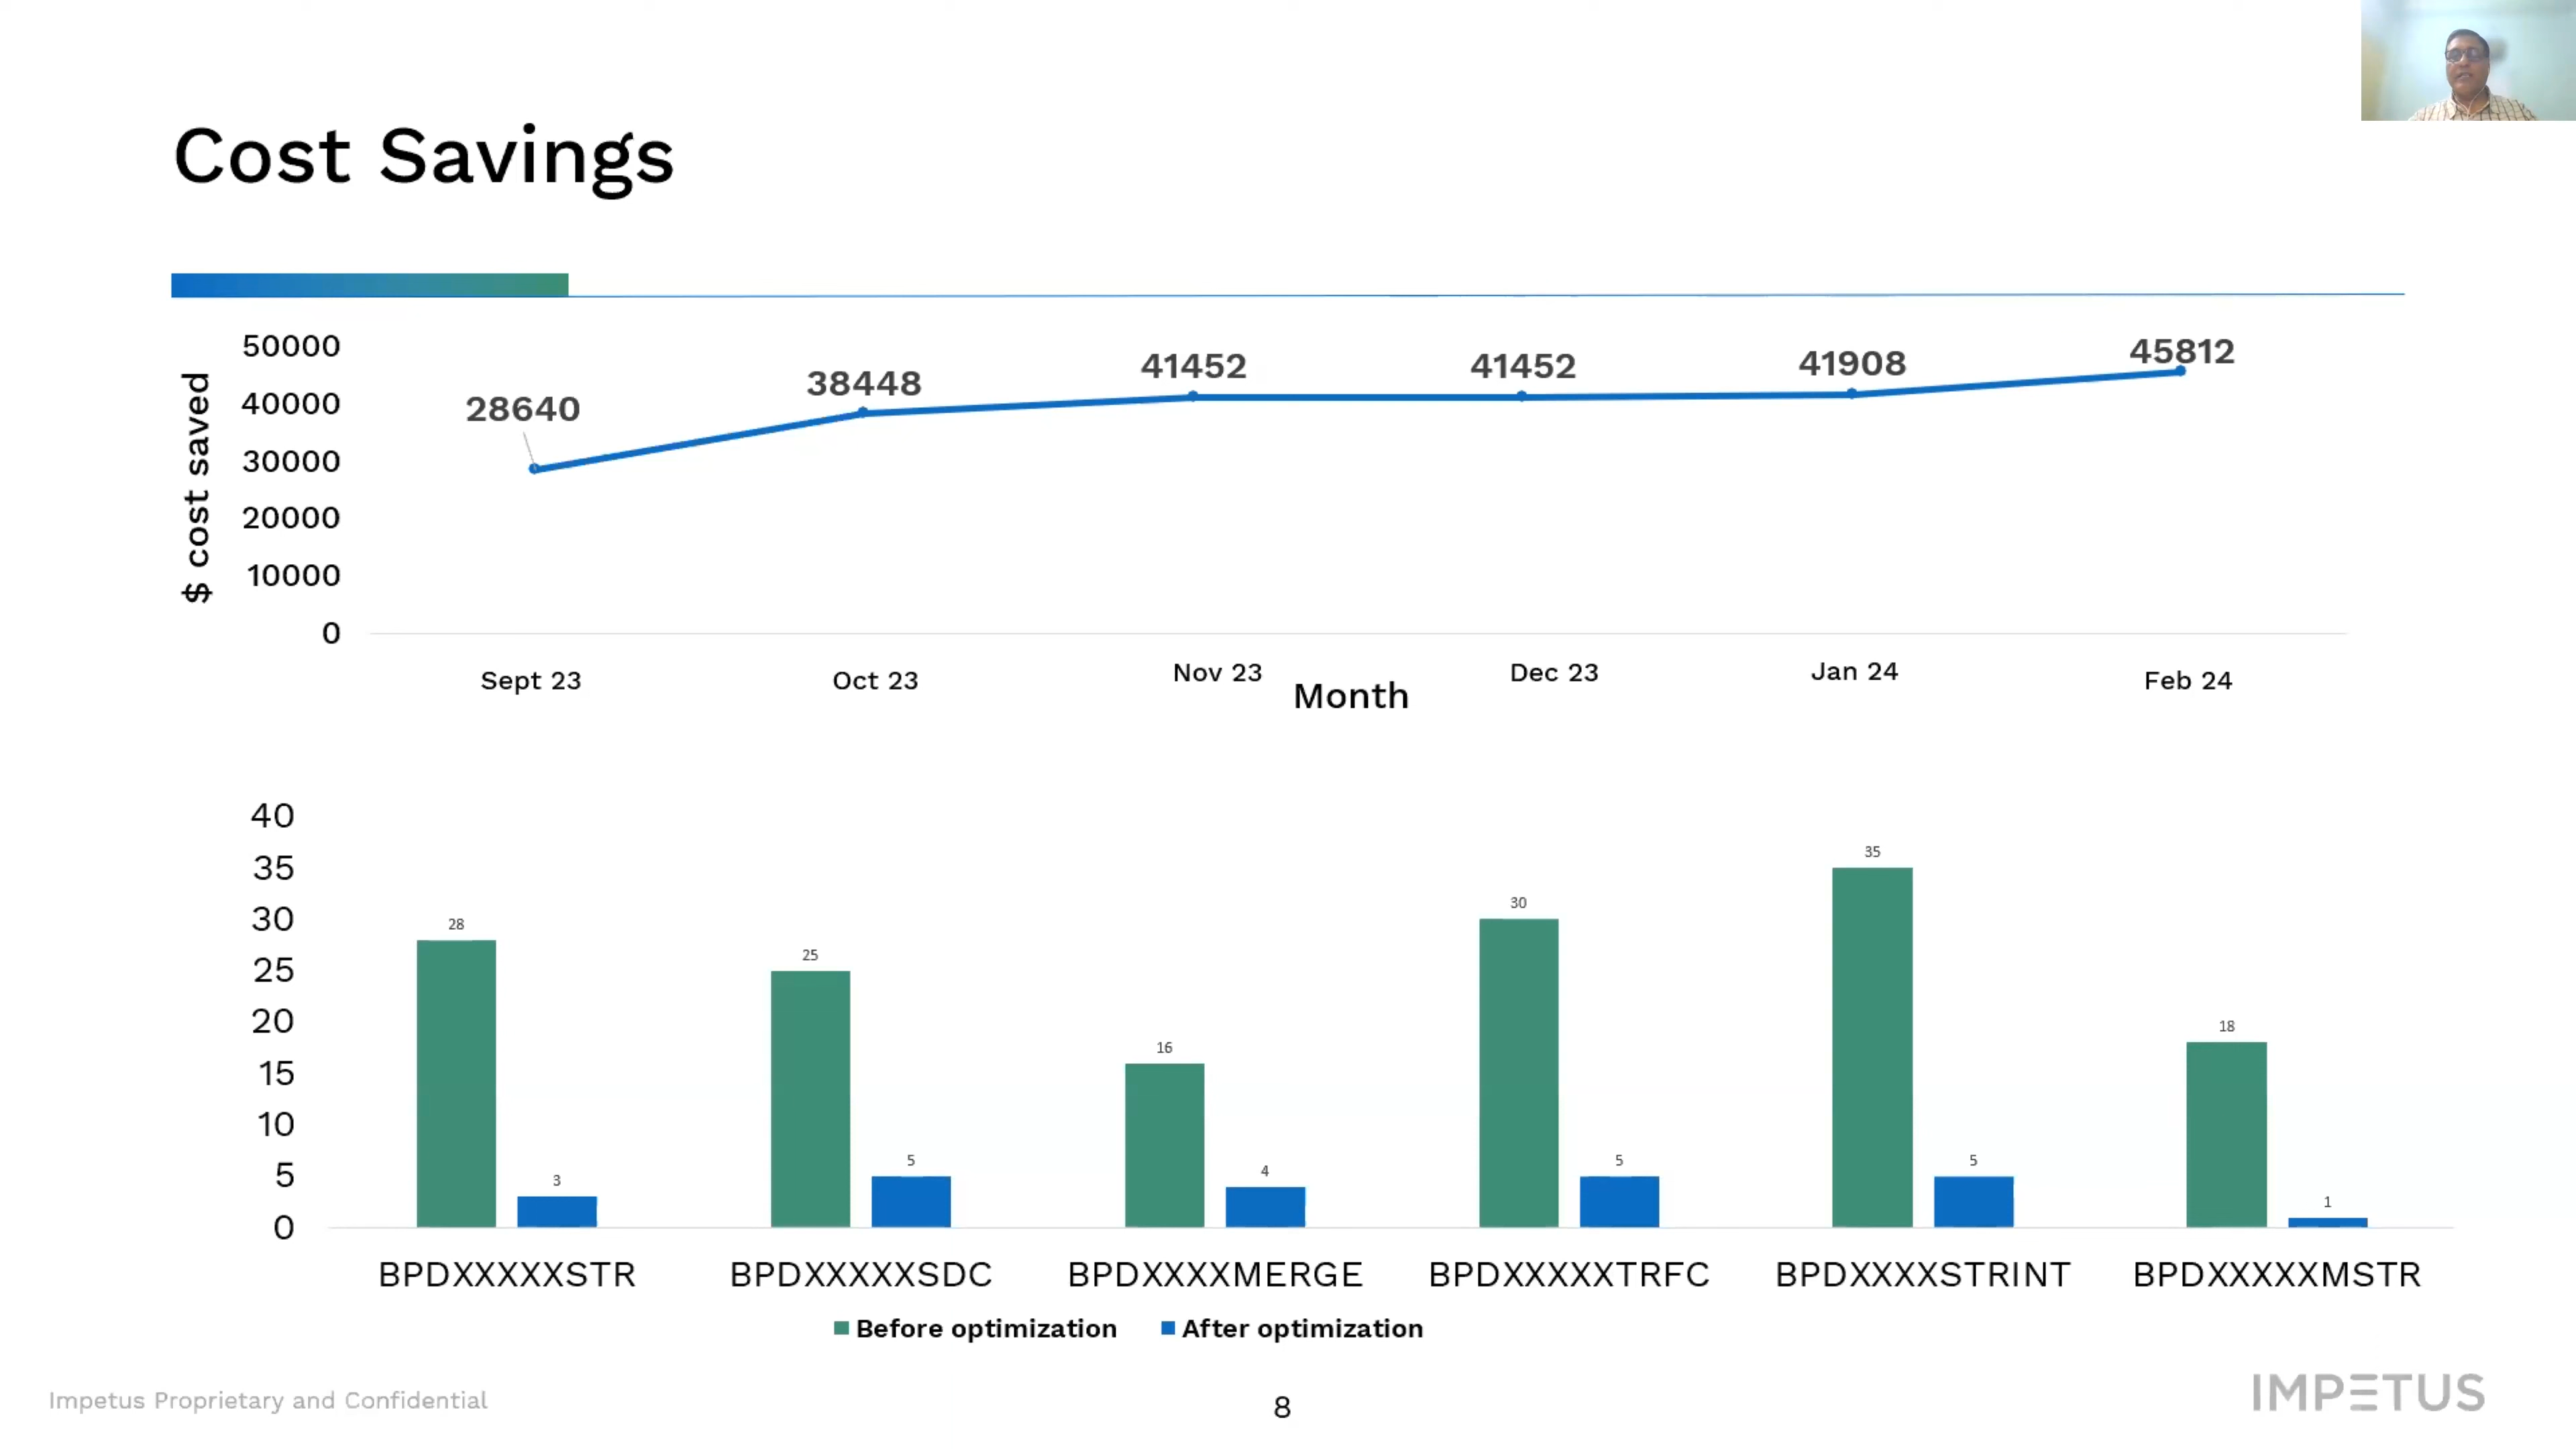 Cost Savings
$ cost saved
50000
40000
30000
20000
10000
0
28640
38448
41452
41452
41908
45812
Sept 23
Oct 23
Nov 23
Dec 23
Jan 24
Feb 24
Month
40
35
30
25
20
15
10
5
0
28
3
25
5
16
4
30
5
35
5
18
1
BPDXXXXXSTR
BPDXXXXXSDC
BPDXXXXMERGE
BPDXXXXXTRFC
BPDXXXXSTRINT
BPDXXXXXMSTR
Before optimization
After optimization
Impetus Proprietary and Confidential
8
IMPETUS